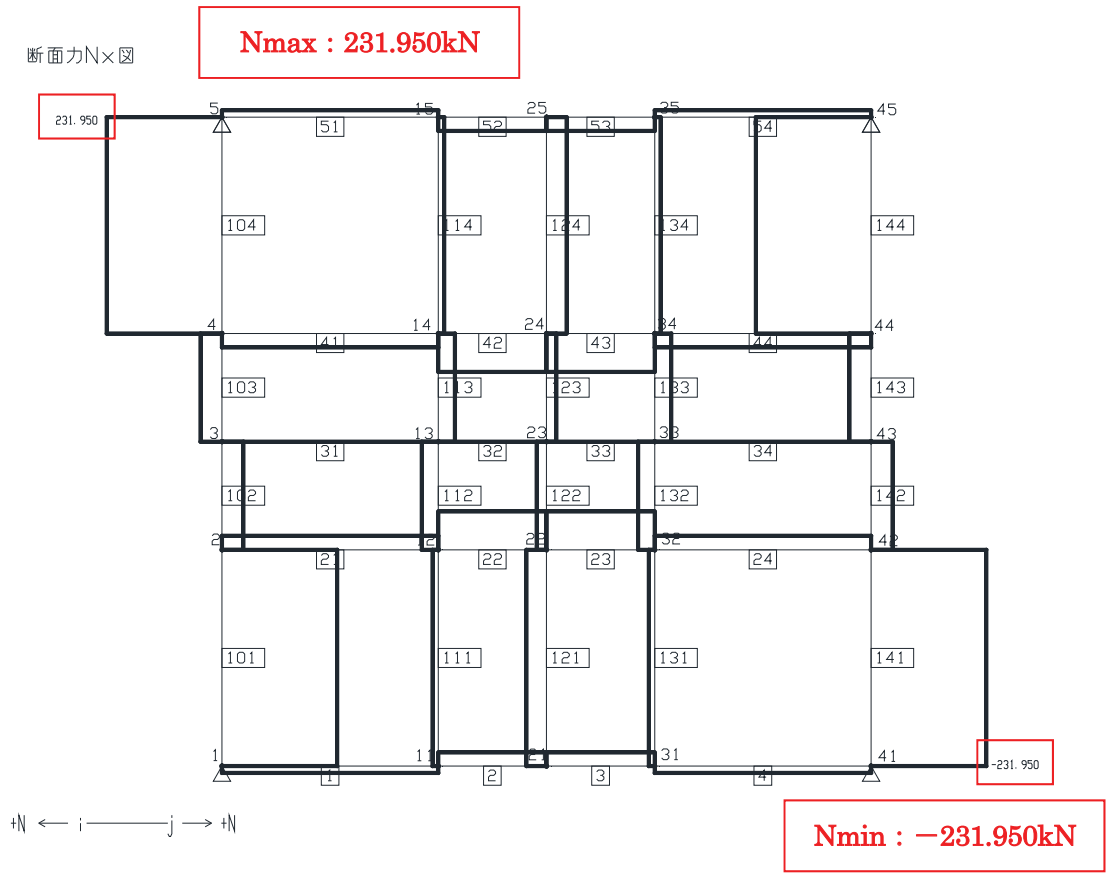 Nmax : 231.950kN
断面力N×図
5 15 25 35 45
231.950
51 52 53 54
104 114 124 134 144
4 14 24 34 44
41 42 43 44
103 113 123 133 143
3 13 23 33 43
31 32 33 34
102 112 122 132 142
2 12 22 32 42
21 22 23 24
101 111 121 131 141
1 11 21 31 41
-231.950
1 2 3 4
+N ← i ── j → +N
Nmin : －231.950kN